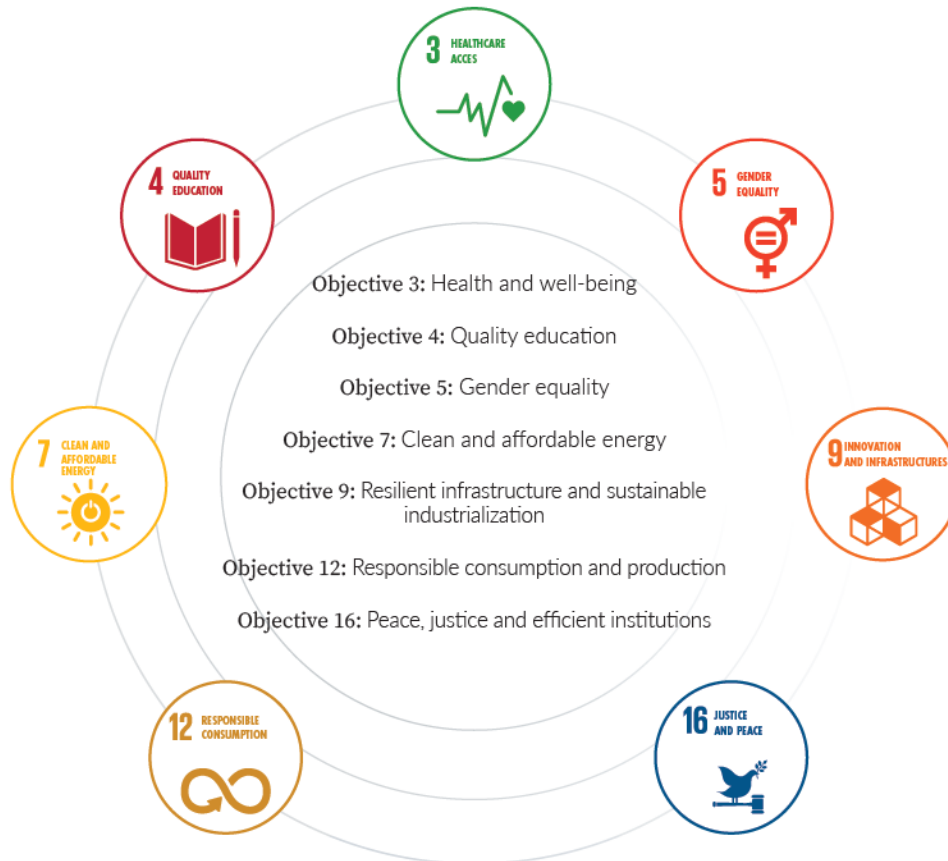 3 HEALTHCARE
ACCES
4 QUALITY
EDUCATION
5 GENDER
EQUALITY
Objective 3: Health and well-being
Objective 4: Quality education
Objective 5: Gender equality
Objective 7: Clean and affordable energy
Objective 9: Resilient infrastructure and sustainable
industrialization
Objective 12: Responsible consumption and production
Objective 16: Peace, justice and efficient institutions
7 CLEAN AND
AFFORDABLE
ENERGY
9 INNOVATION
AND INFRASTRUCTURES
12 RESPONSIBLE
CONSUMPTION
16 JUSTICE
AND PEACE